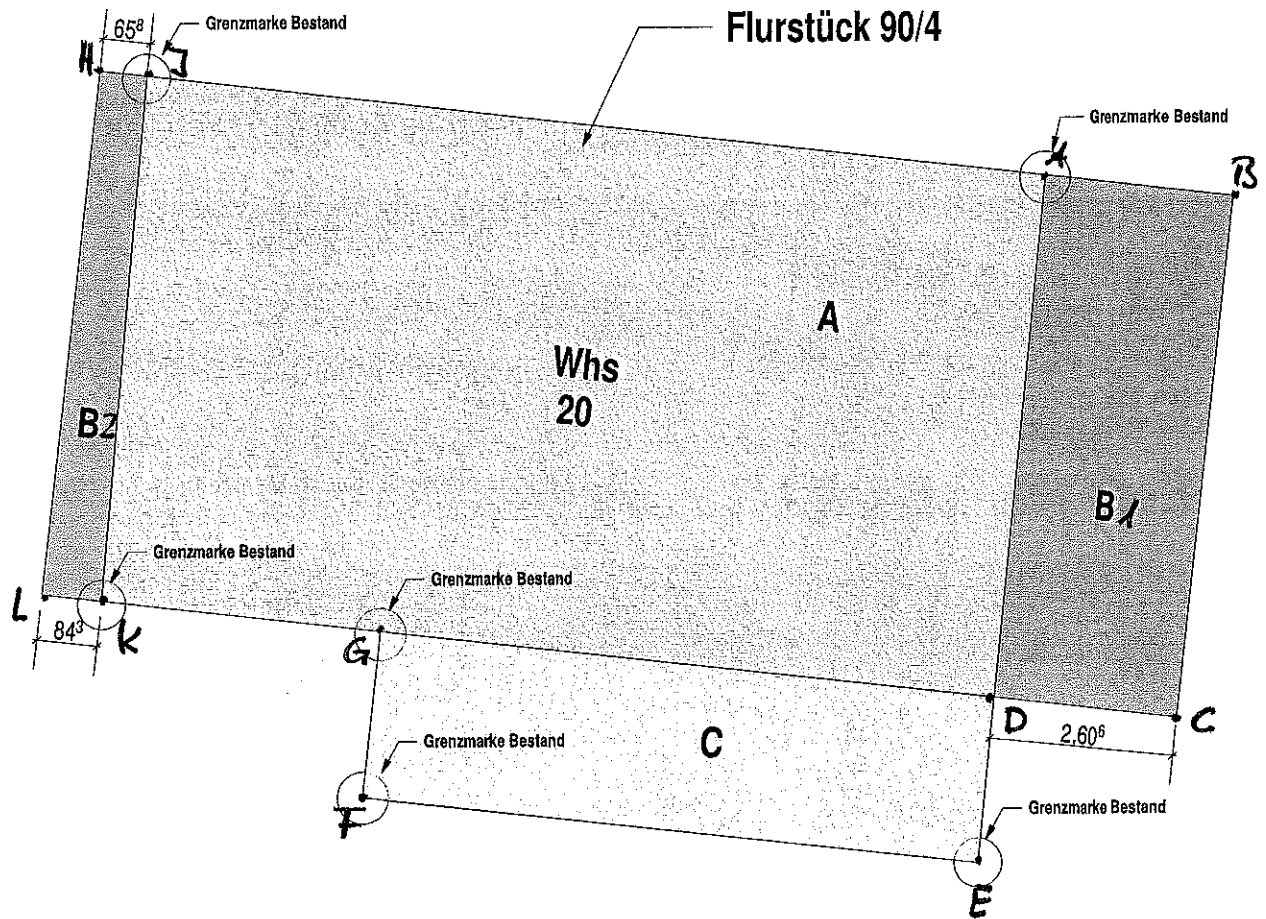 65⁸
Grenzmarke Bestand
Flurstück 90/4
H
J
Grenzmarke Bestand
A
B
A
Whs
20
B2
B1
Grenzmarke Bestand
Grenzmarke Bestand
L
84³
K
G
D
C
2,60⁶
Grenzmarke Bestand
C
F
Grenzmarke Bestand
E